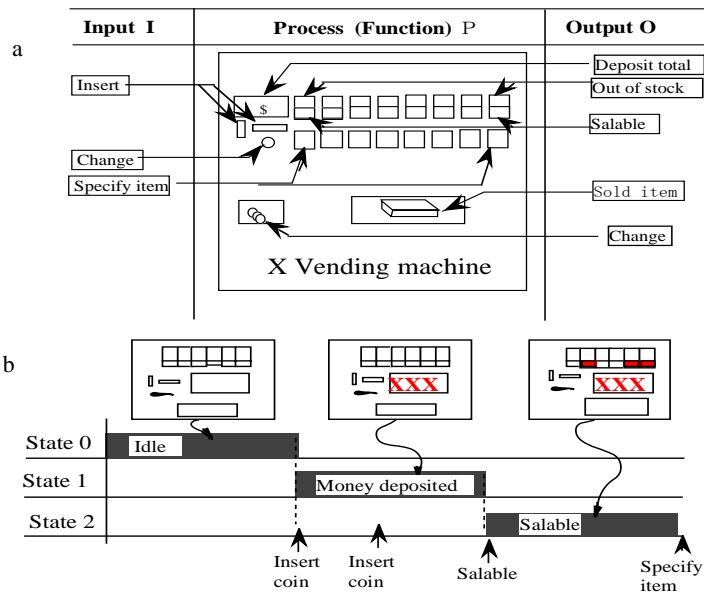 Input I
Process (Function) P
Output O
a
Deposit total
Out of stock
Insert
$
Salable
Change
Specify item
Sold item
Change
X Vending machine
b
XXX
XXX
State 0
Idle
State 1
Money deposited
State 2
Salable
Insert
coin
Insert
coin
Salable
Specify
item